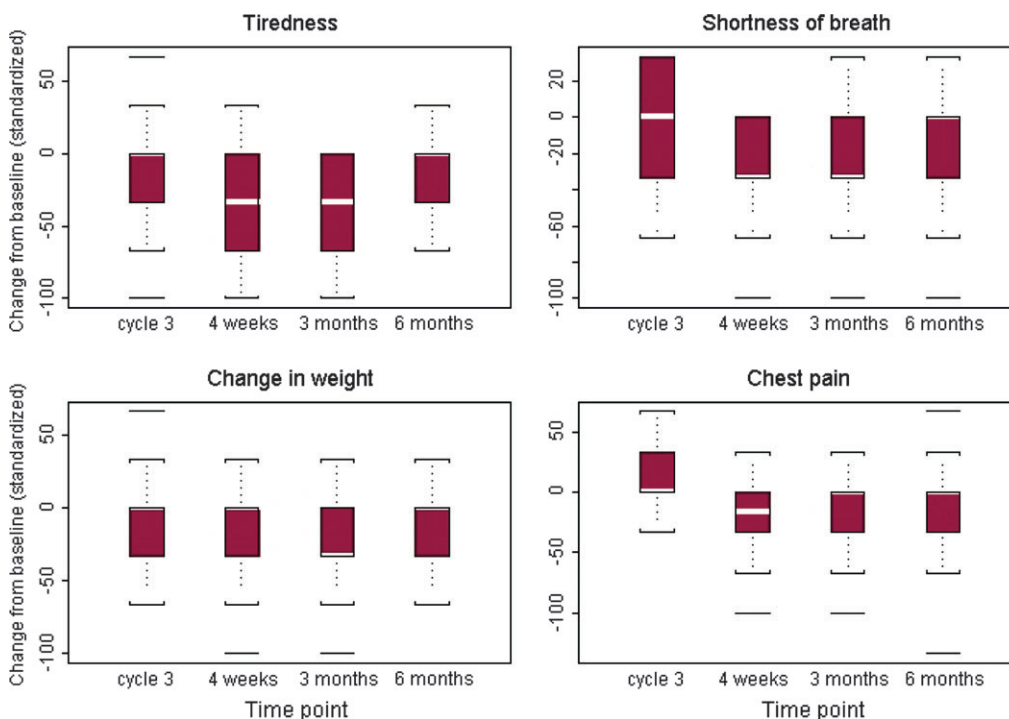 Tiredness
Change from baseline (standardized)
50
0
-50
-100
cycle 3 4 weeks 3 months 6 months
Shortness of breath
20
0
-20
-60
-100
cycle 3 4 weeks 3 months 6 months
Change in weight
Change from baseline (standardized)
50
0
-50
-100
cycle 3 4 weeks 3 months 6 months
Time point
Chest pain
50
0
-50
-100
cycle 3 4 weeks 3 months 6 months
Time point